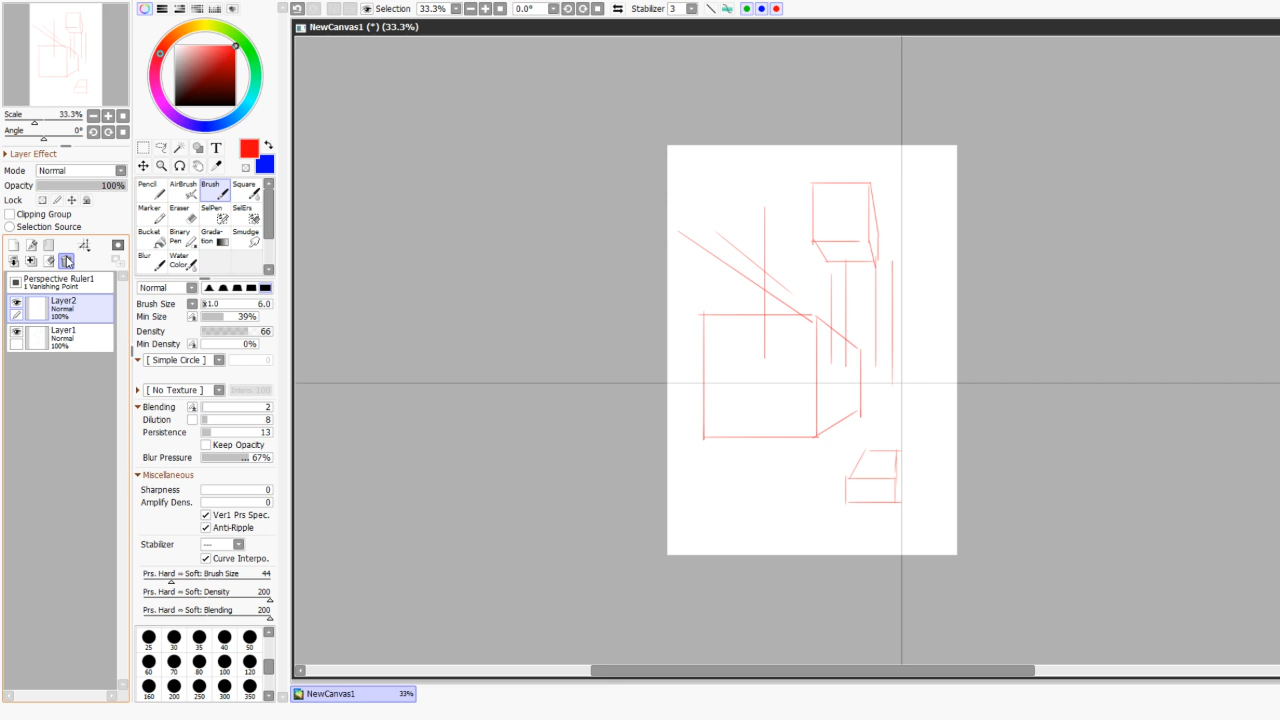 Selection 33.3% 0.0° Stabilizer 3
NewCanvas1 (*) (33.3%)
Scale 33.3%
Angle 0°
Layer Effect
Mode Normal
Opacity 100%
Lock
Clipping Group
Selection Source
Perspective Ruler1
1 Vanishing Point
Layer2
Normal
100%
Layer1
Normal
100%
T
Pencil AirBrush Brush Square
Marker Eraser SelPen SelErs
Bucket Binary Pen Grada-tion Smudge
Blur Water Color
Normal
Brush Size x1.0 6.0
Min Size 39%
Density 66
Min Density 0%
[ Simple Circle ] 0
[ No Texture ] Intens. 100
Blending 2
Dilution 8
Persistence 13
Keep Opacity
Blur Pressure ... 67%
Miscellaneous
Sharpness 0
Amplify Dens. 0
Ver1 Prs Spec.
Anti-Ripple
Stabilizer ---
Curve Interpo.
Prs. Hard ⇔ Soft: Brush Size 44
Prs. Hard ⇔ Soft: Density 200
Prs. Hard ⇔ Soft: Blending 200
25 30 35 40 50
60 70 80 100 120
160 200 250 300 350
NewCanvas1 33%